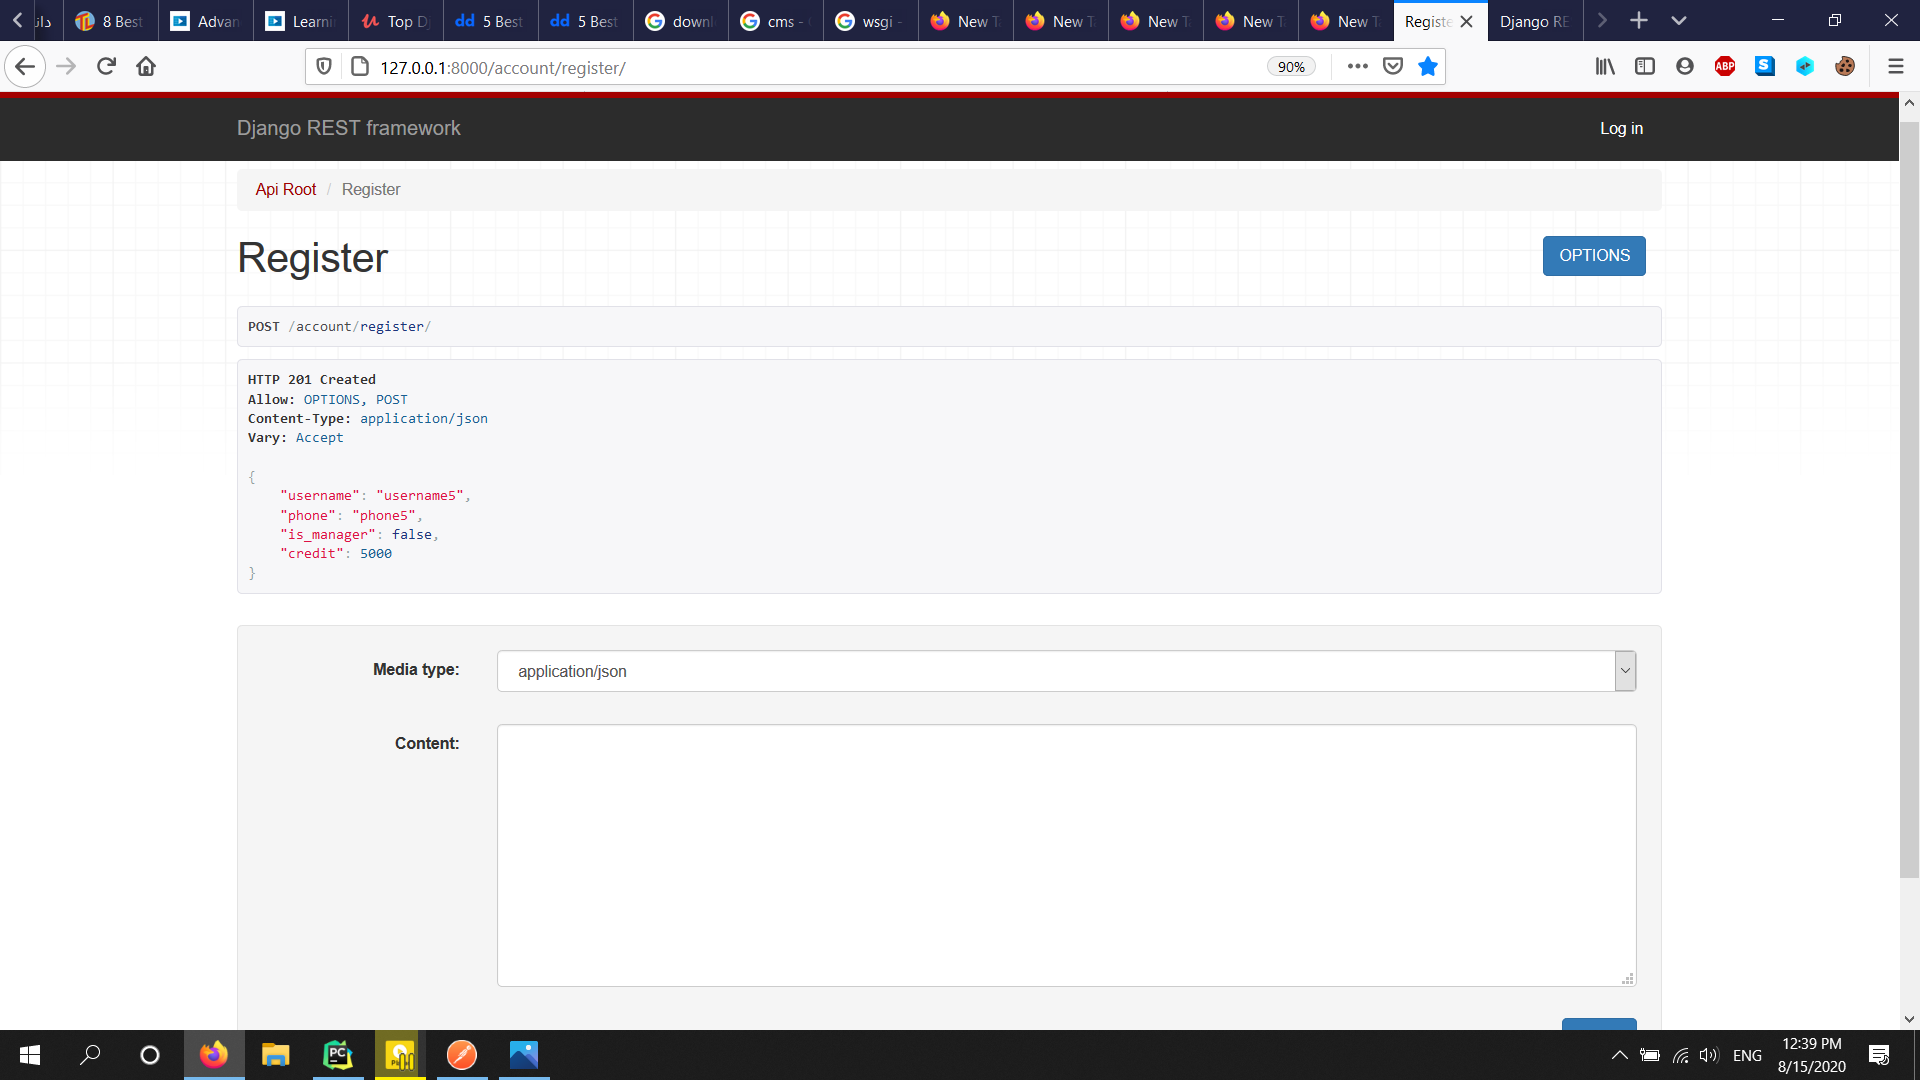 دان
8 Best
Advan
Learni
Top D
5 Best
5 Best
downl
cms -
wsgi -
New T
New T
New T
New T
New T
Registe
Django RE
127.0.0.1:8000/account/register/
90%
ABP
S
Django REST framework
Log in
Api Root / Register
Register
OPTIONS
POST /account/register/
HTTP 201 Created
Allow: OPTIONS, POST
Content-Type: application/json
Vary: Accept
{
"username": "username5",
"phone": "phone5",
"is_manager": false,
"credit": 5000
}
Media type:
application/json
Content:
PC
ENG
12:39 PM
8/15/2020